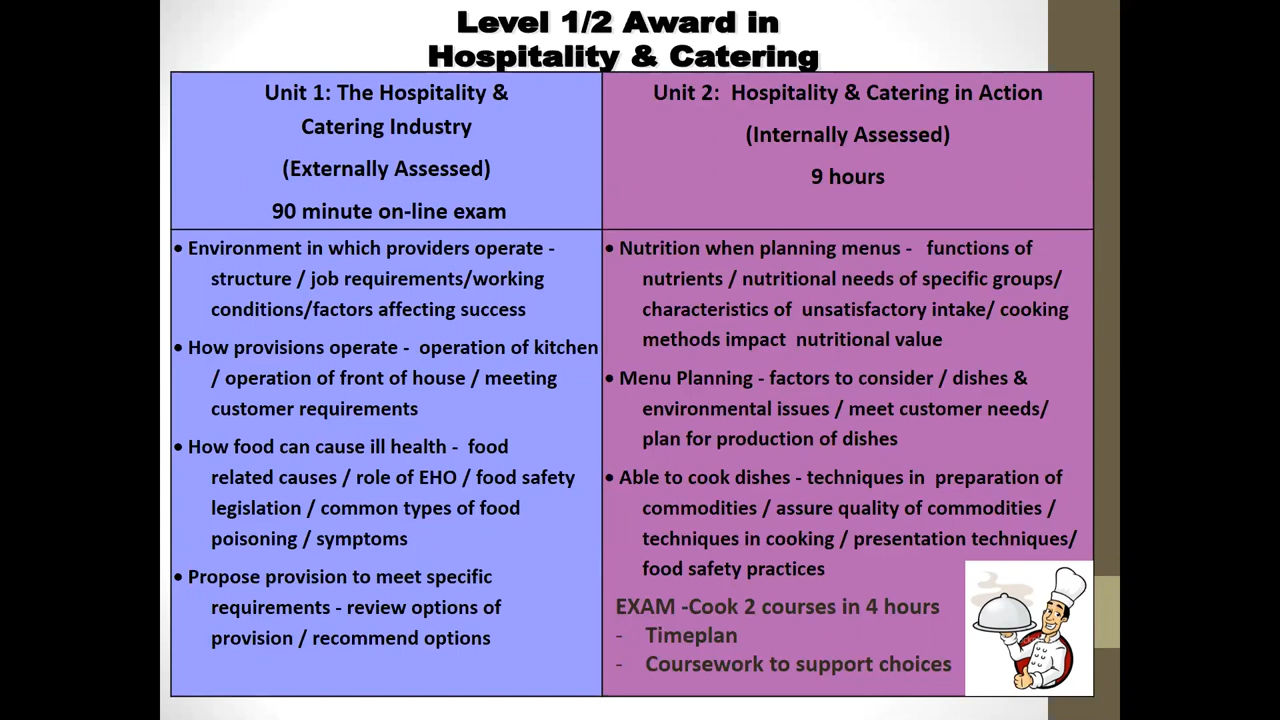 Level 1/2 Award in
Hospitality & Catering
Unit 1: The Hospitality &
Catering Industry
(Externally Assessed)
90 minute on-line exam
Unit 2:  Hospitality & Catering in Action
(Internally Assessed)
9 hours
• Environment in which providers operate -
structure / job requirements/working
conditions/factors affecting success
• How provisions operate -  operation of kitchen
/ operation of front of house / meeting
customer requirements
• How food can cause ill health -  food
related causes / role of EHO / food safety
legislation / common types of food
poisoning / symptoms
• Propose provision to meet specific
requirements - review options of
provision / recommend options
• Nutrition when planning menus -   functions of
nutrients / nutritional needs of specific groups/
characteristics of  unsatisfactory intake/ cooking
methods impact  nutritional value
• Menu Planning - factors to consider / dishes &
environmental issues / meet customer needs/
plan for production of dishes
• Able to cook dishes - techniques in  preparation of
commodities / assure quality of commodities /
techniques in cooking / presentation techniques/
food safety practices
EXAM -Cook 2 courses in 4 hours
- Timeplan
- Coursework to support choices